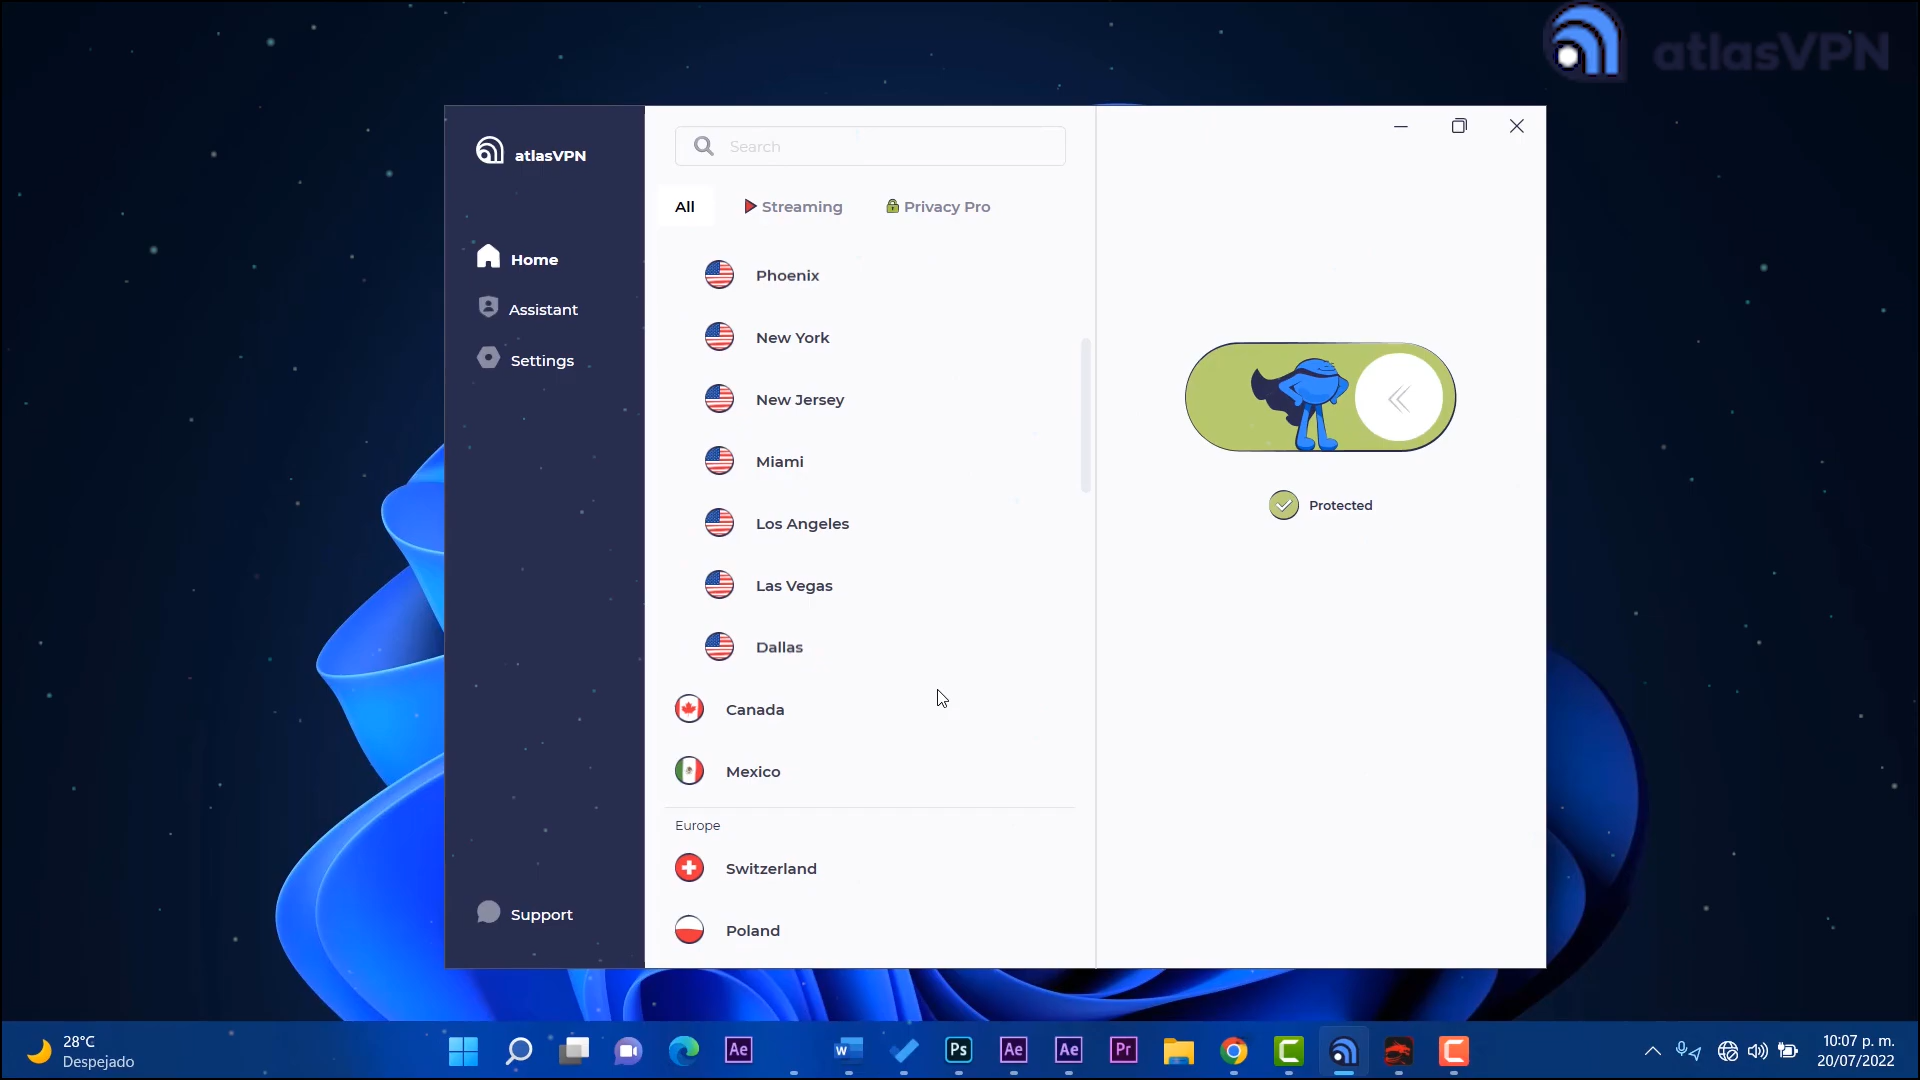 atlasVPN
atlasVPN
Search
All
Streaming
Privacy Pro
Home
Assistant
Settings
Support
Phoenix
New York
New Jersey
Miami
Los Angeles
Las Vegas
Dallas
Canada
Mexico
Europe
Switzerland
Poland
Protected
28°C
Despejado
Ae
W
Ps
Ae
Ae
Pr
C
C
10:07 p. m.
20/07/2022